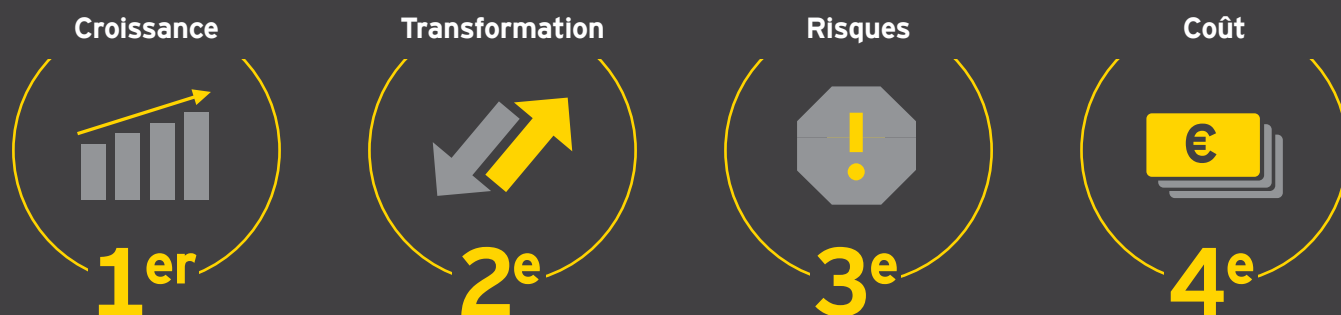 Croissance
Transformation
Risques
Coût
!
€
1er
2e
3e
4e